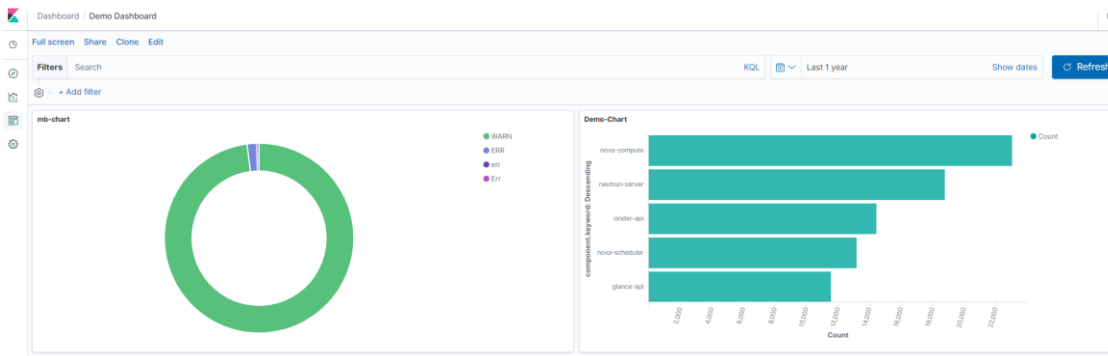 Dashboard / Demo Dashboard
Full screen Share Clone Edit
Filters Search KQL Last 1 year Show dates Refresh
+ Add filter
mb-chart
WARN
ERR
err
Err
Demo-Chart
Count
component.keyword: Descending
nova-compute
neutron-server
cinder-api
nova-scheduler
glance-api
2,000 4,000 6,000 8,000 10,000 12,000 14,000 16,000 18,000 20,000 22,000
Count